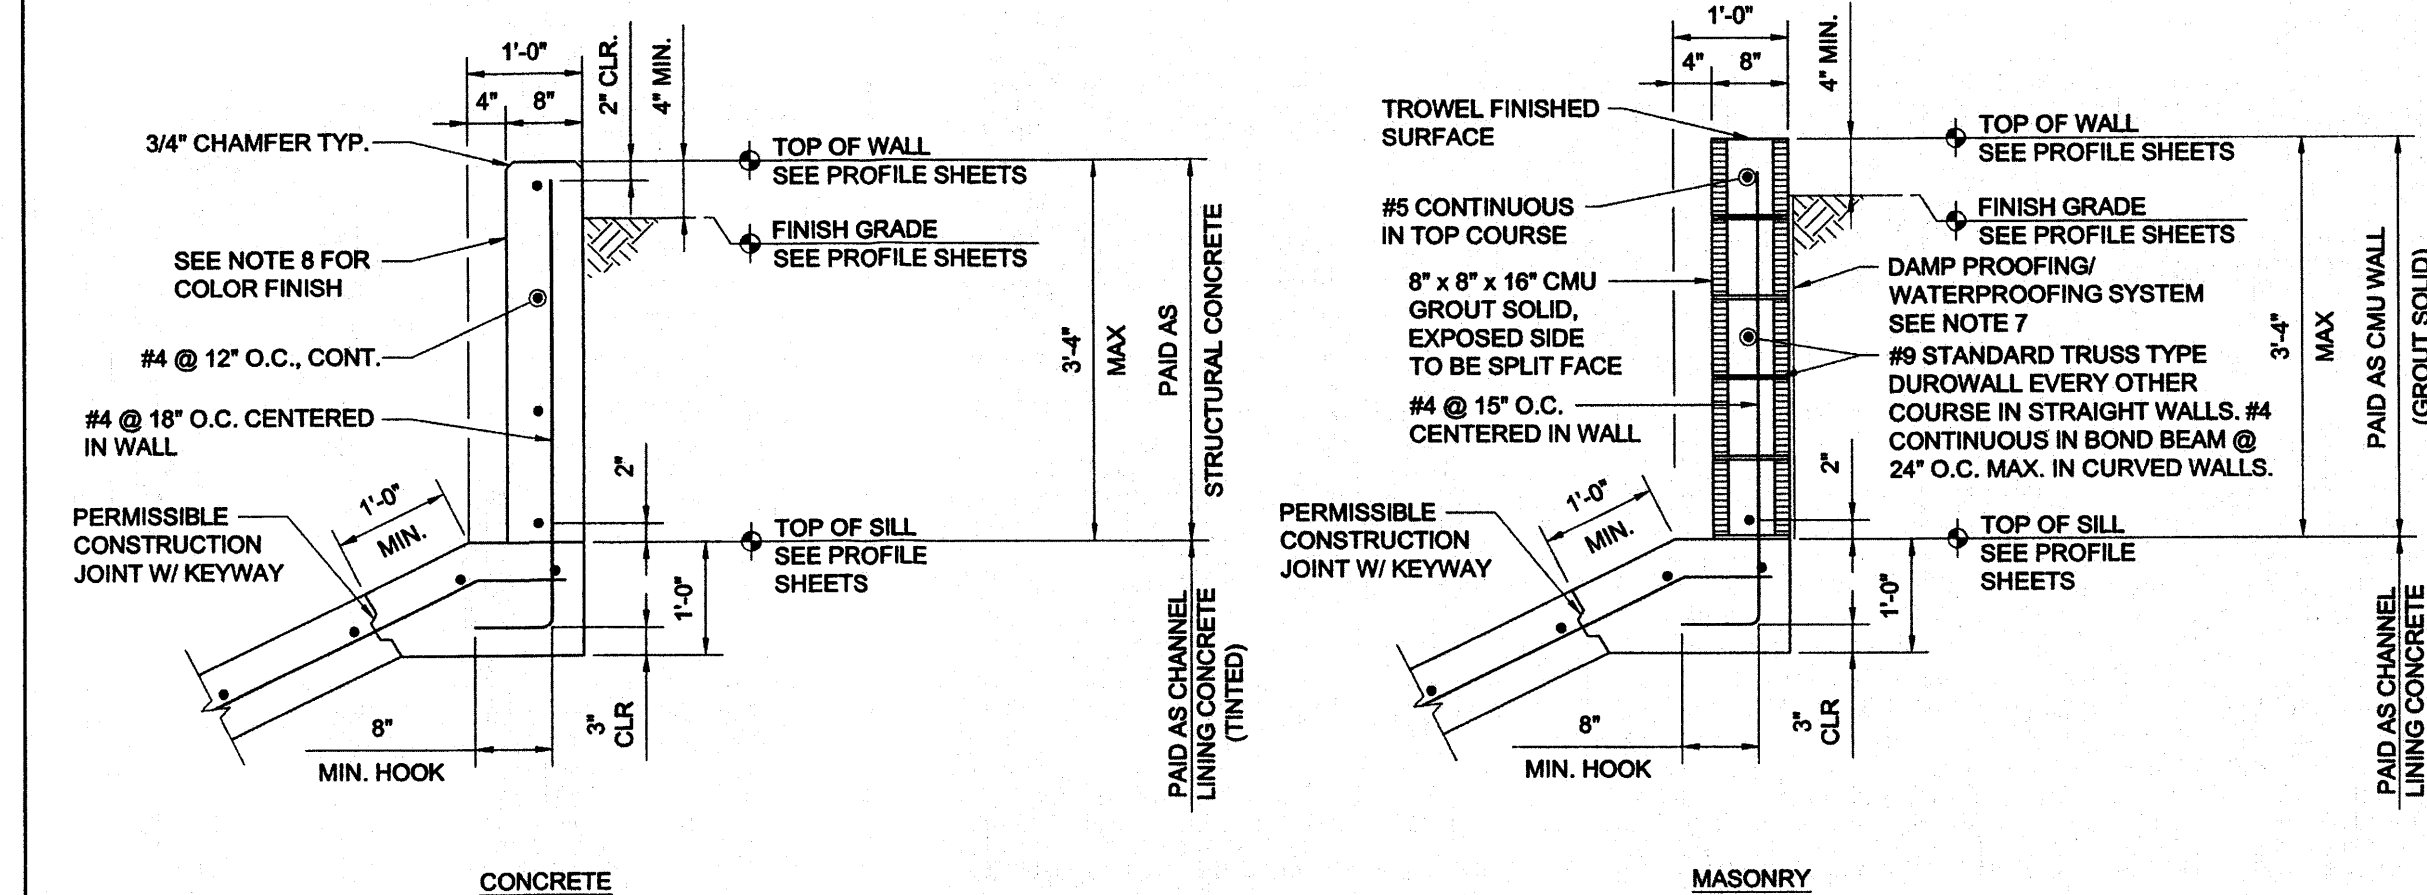 1'-0"
4"
8"
2" CLR.
4" MIN.
3/4" CHAMFER TYP.
TOP OF WALL
SEE PROFILE SHEETS
FINISH GRADE
SEE PROFILE SHEETS
SEE NOTE 8 FOR
COLOR FINISH
#4 @ 12" O.C., CONT.
#4 @ 18" O.C. CENTERED
IN WALL
3'-4"
MAX
PAID AS
STRUCTURAL CONCRETE
2"
1'-0"
MIN.
PERMISSIBLE
CONSTRUCTION
JOINT W/ KEYWAY
TOP OF SILL
SEE PROFILE
SHEETS
1'-0"
PAID AS CHANNEL
LINING CONCRETE
(TINTED)
8"
MIN. HOOK
3"
CLR
CONCRETE
1'-0"
4"
8"
4" MIN.
TROWEL FINISHED
SURFACE
TOP OF WALL
SEE PROFILE SHEETS
#5 CONTINUOUS
IN TOP COURSE
FINISH GRADE
SEE PROFILE SHEETS
8" x 8" x 16" CMU
GROUT SOLID,
EXPOSED SIDE
TO BE SPLIT FACE
DAMP PROOFING/
WATERPROOFING SYSTEM
SEE NOTE 7
#9 STANDARD TRUSS TYPE
DUROWALL EVERY OTHER
COURSE IN STRAIGHT WALLS. #4
CONTINUOUS IN BOND BEAM @
24" O.C. MAX. IN CURVED WALLS.
#4 @ 15" O.C.
CENTERED IN WALL
3'-4"
MAX
PAID AS CMU WALL
(GROUT SOLID)
2"
1'-0"
MIN.
PERMISSIBLE
CONSTRUCTION
JOINT W/ KEYWAY
TOP OF SILL
SEE PROFILE
SHEETS
1'-0"
PAID AS CHANNEL
LINING CONCRETE
8"
MIN. HOOK
3"
CLR
MASONRY